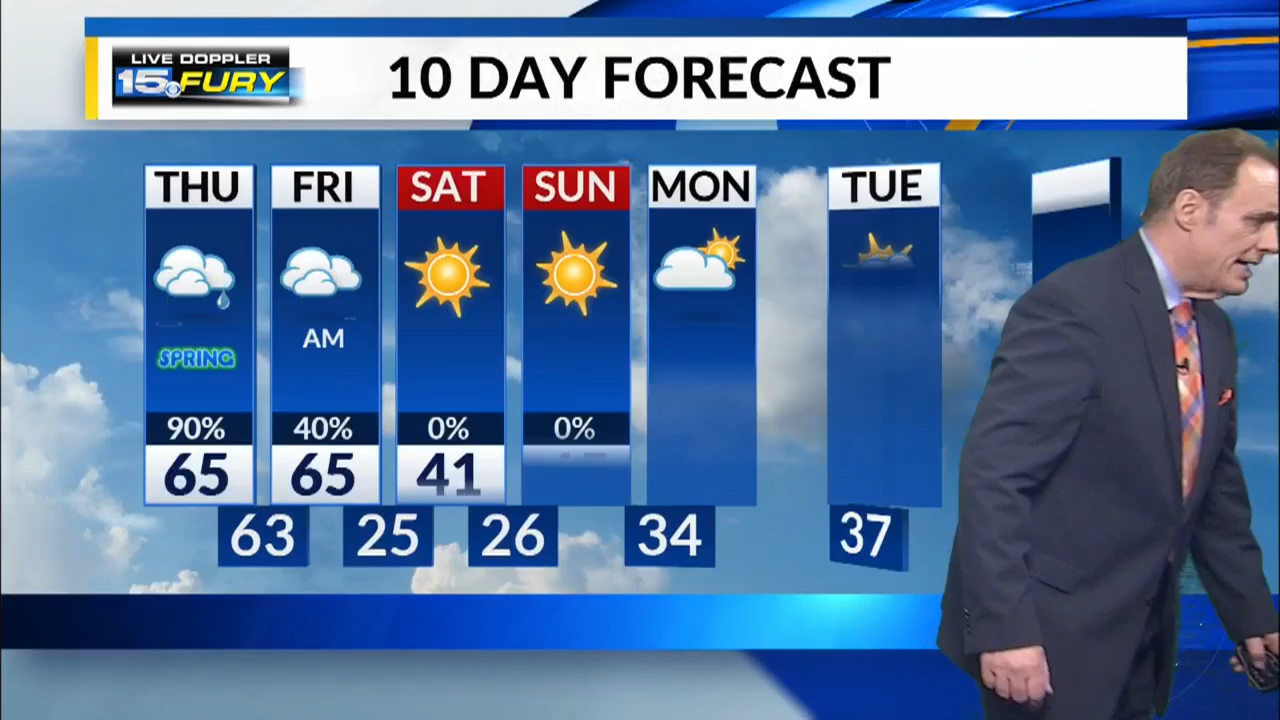 LIVE DOPPLER
15 FURY
10 DAY FORECAST
THU FRI SAT SUN MON TUE
SPRING AM
90% 40% 0% 0%
65 65 41
63 25 26 34 37